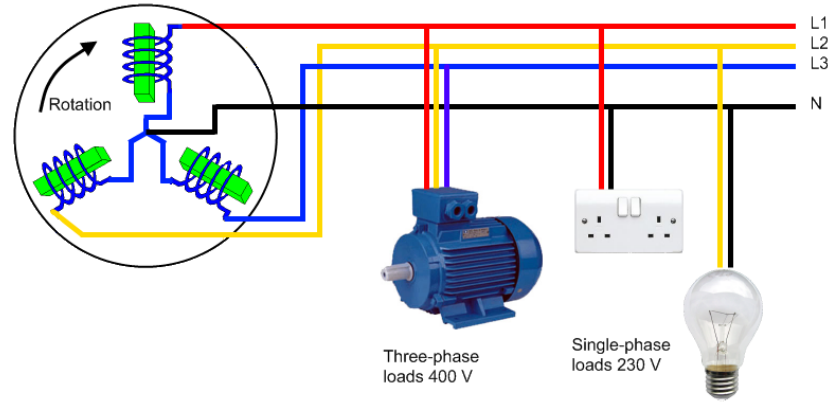 L1
L2
L3
N
Rotation
Three-phase
loads 400 V
Single-phase
loads 230 V